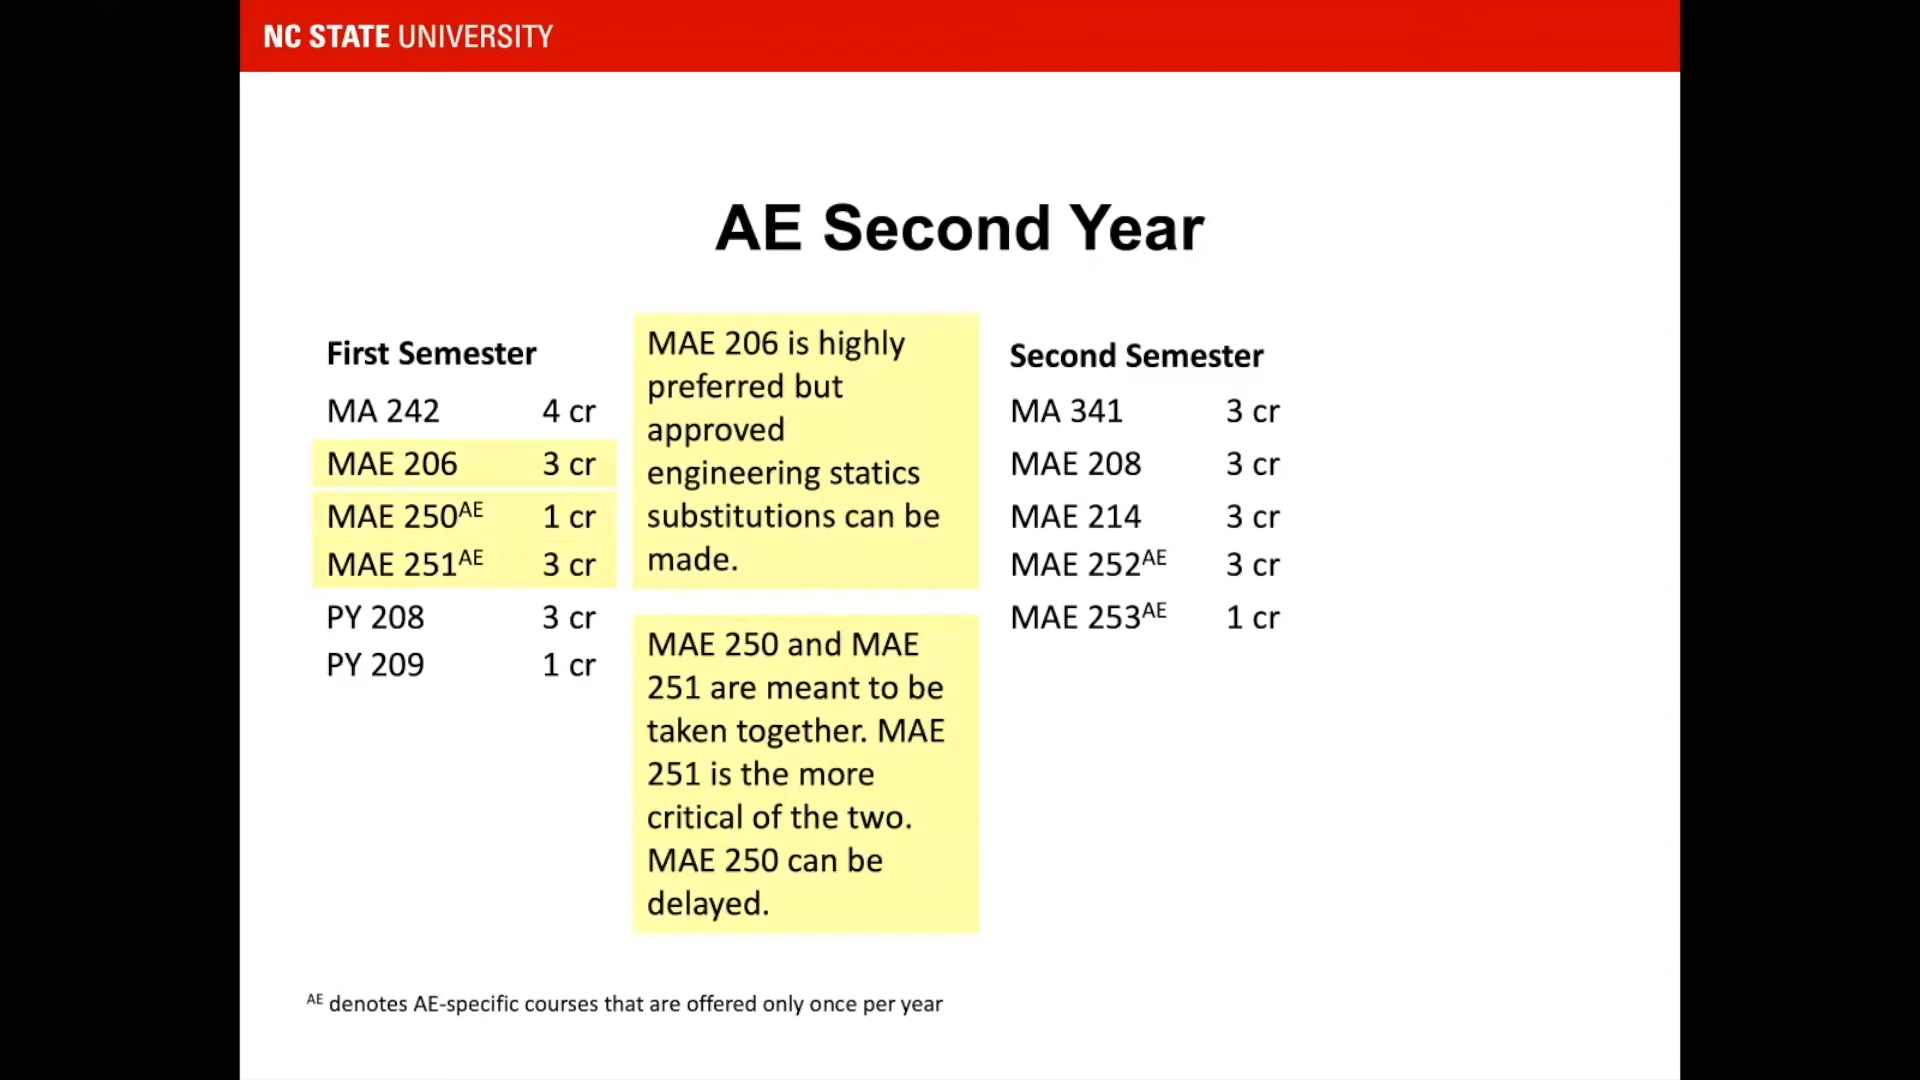 NC STATE UNIVERSITY
AE Second Year
First Semester
MA 242 4 cr
MAE 206 3 cr
MAE 250AE 1 cr
MAE 251AE 3 cr
PY 208 3 cr
PY 209 1 cr
MAE 206 is highly
preferred but
approved
engineering statics
substitutions can be
made.
MAE 250 and MAE
251 are meant to be
taken together. MAE
251 is the more
critical of the two.
MAE 250 can be
delayed.
Second Semester
MA 341 3 cr
MAE 208 3 cr
MAE 214 3 cr
MAE 252AE 3 cr
MAE 253AE 1 cr
AE denotes AE-specific courses that are offered only once per year